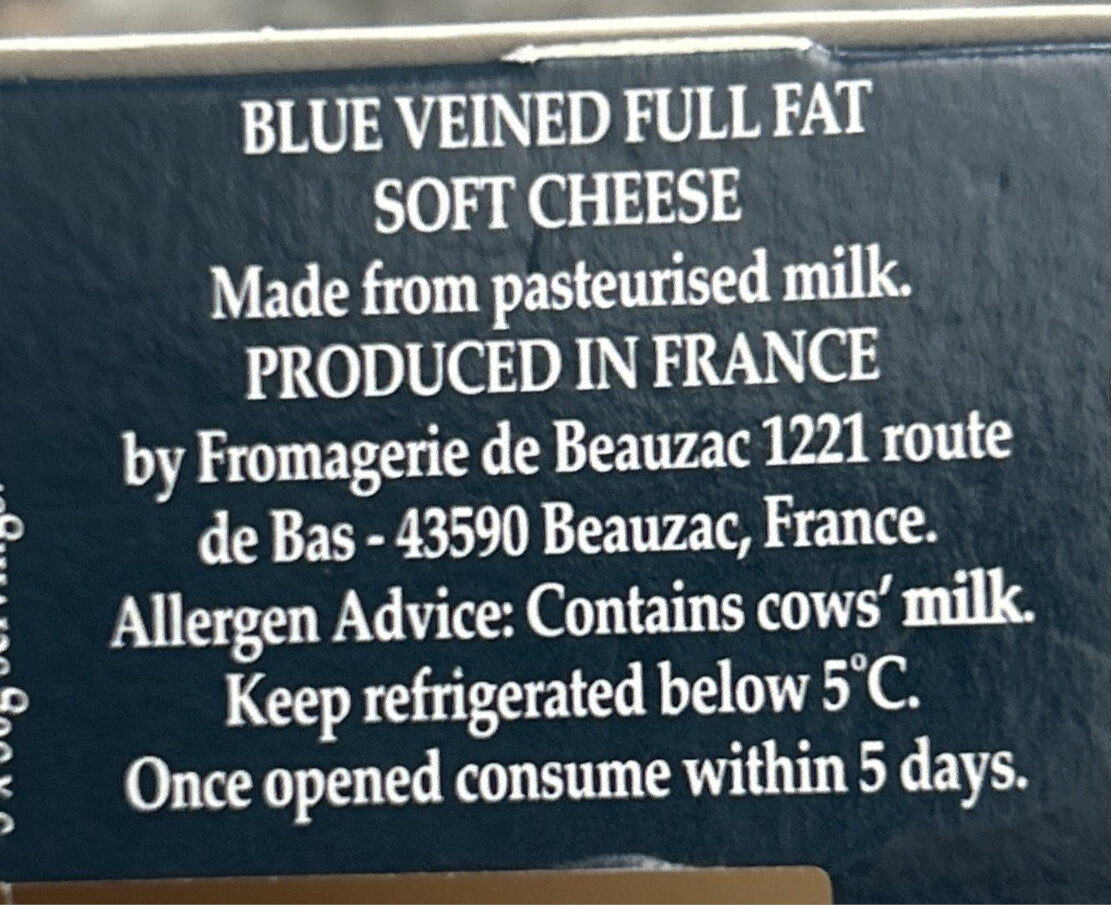 BLUE VEINED FULL FAT
SOFT CHEESE
Made from pasteurised milk.
PRODUCED IN FRANCE
by Fromagerie de Beauzac 1221 route
de Bas - 43590 Beauzac, France.
Allergen Advice: Contains cows’ milk.
Keep refrigerated below 5°C.
Once opened consume within 5 days.